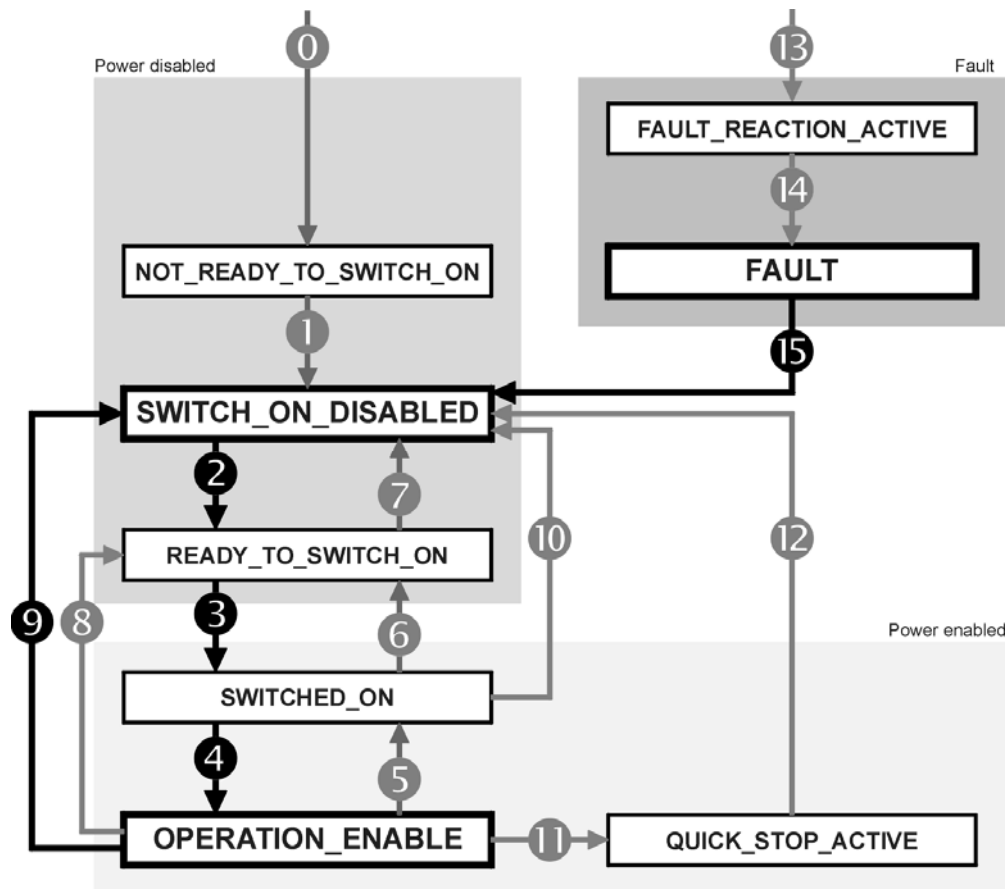 0
13
Power disabled
Fault
FAULT_REACTION_ACTIVE
14
NOT_READY_TO_SWITCH_ON
FAULT
1
15
SWITCH_ON_DISABLED
2
7
10
12
READY_TO_SWITCH_ON
9
8
3
6
Power enabled
SWITCHED_ON
4
5
OPERATION_ENABLE
11
QUICK_STOP_ACTIVE